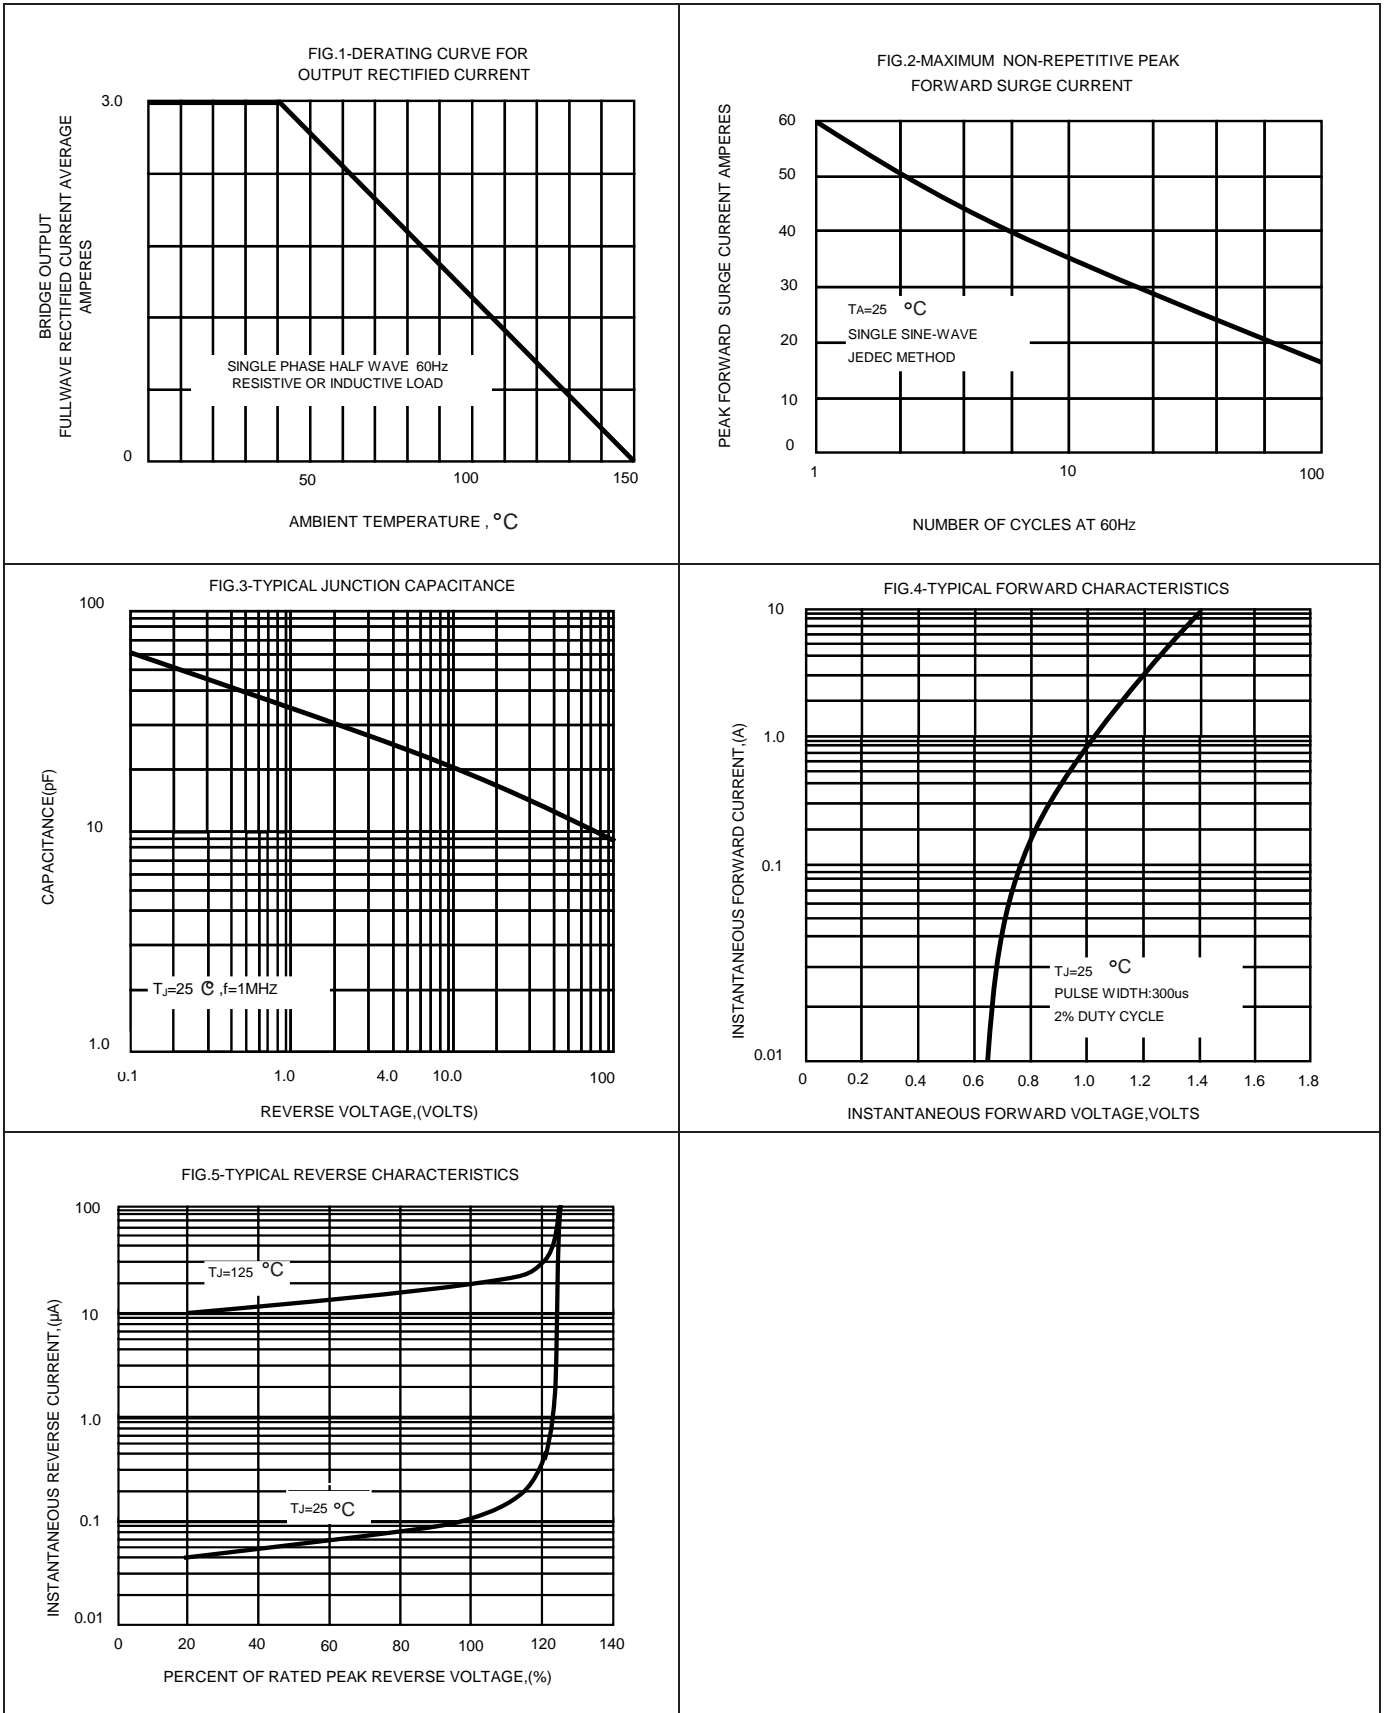 FIG.1-DERATING CURVE FOR
OUTPUT RECTIFIED CURRENT
3.0
0
BRIDGE OUTPUT
FULLWAVE RECTIFIED CURRENT AVERAGE
AMPERES
SINGLE PHASE HALF WAVE 60Hz
RESISTIVE OR INDUCTIVE LOAD
50 100 150
AMBIENT TEMPERATURE , °C
FIG.2-MAXIMUM NON-REPETITIVE PEAK
FORWARD SURGE CURRENT
PEAK FORWARD SURGE CURRENT AMPERES
60
50
40
30
20
10
0
TA=25 °C
SINGLE SINE-WAVE
JEDEC METHOD
1 10 100
NUMBER OF CYCLES AT 60Hz
FIG.3-TYPICAL JUNCTION CAPACITANCE
CAPACITANCE(pF)
100
10
1.0
TJ=25 ℃ ,f=1MHz
0.1 1.0 4.0 10.0 100
REVERSE VOLTAGE,(VOLTS)
FIG.4-TYPICAL FORWARD CHARACTERISTICS
INSTANTANEOUS FORWARD CURRENT,(A)
10
1.0
0.1
0.01
TJ=25 °C
PULSE WIDTH:300us
2% DUTY CYCLE
0 0.2 0.4 0.6 0.8 1.0 1.2 1.4 1.6 1.8
INSTANTANEOUS FORWARD VOLTAGE,VOLTS
FIG.5-TYPICAL REVERSE CHARACTERISTICS
INSTANTANEOUS REVERSE CURRENT,(µA)
100
10
1.0
0.1
0.01
TJ=125 °C
TJ=25 °C
0 20 40 60 80 100 120 140
PERCENT OF RATED PEAK REVERSE VOLTAGE,(%)